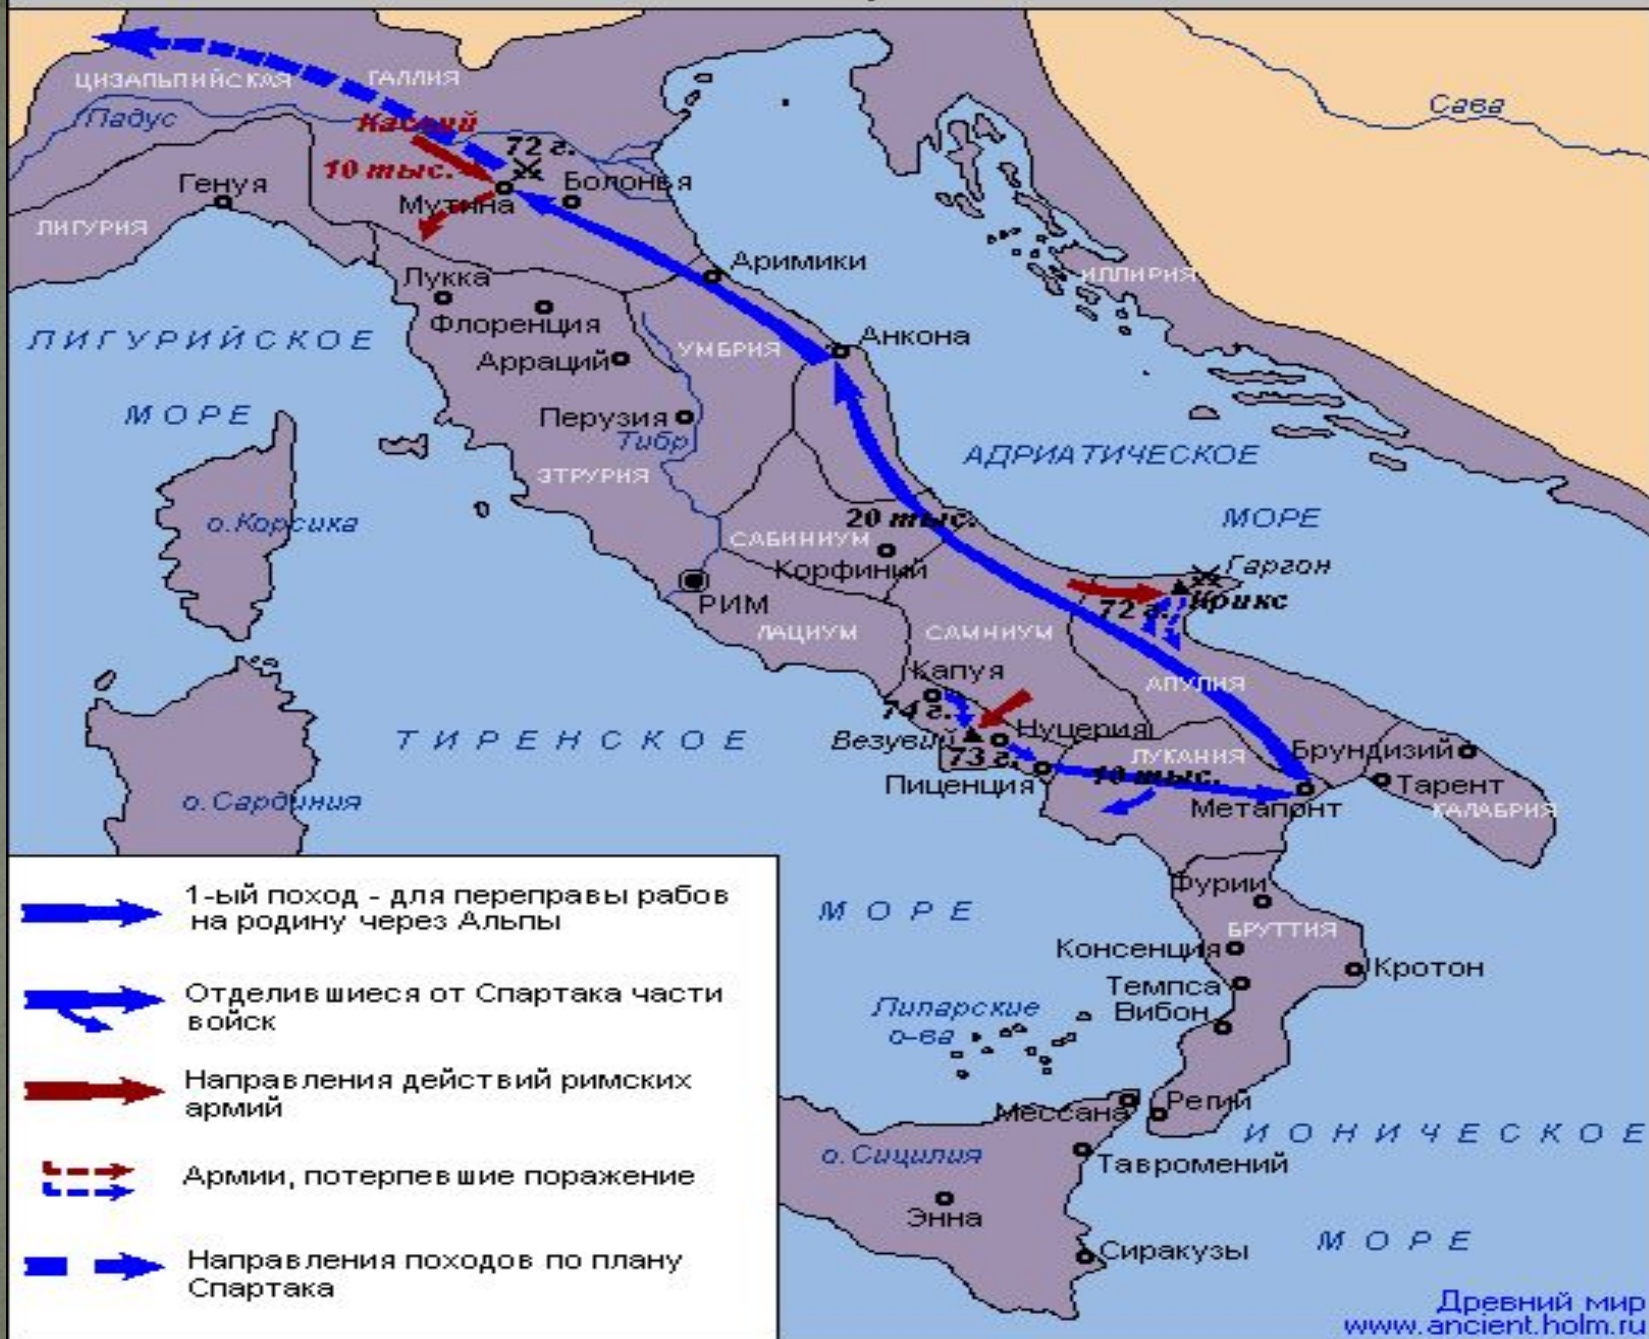 ЦИЗАЛЬПИЙСКАЯ ГАЛЛИЯ
Падус
Кассий
10 тыс.
72 г.
Сава
Генуя
Мутина
Болонья
ЛИГУРИЯ
Аримики
ИЛЛИРИЯ
Лукка
Флоренция
ЛИГУРИЙСКОЕ
МОРЕ
УМБРИЯ
Анкона
Арраций
Перузия
Тибр
ЭТРУРИЯ
АДРИАТИЧЕСКОЕ
МОРЕ
о.Корсика
20 тыс.
САБИНИУМ
Корфиний
Гаргон
Крикс
72 г.
РИМ
ЛАЦИУМ
САМНИУМ
Капуя
74 г.
АПУЛИЯ
ТИРЕНСКОЕ
Везувий
Нуцерия
73 г.
ЛУКАНИЯ
Брундизий
Пиценция
10 тыс.
Тарент
Метапонт
КАЛАБРИЯ
о.Сардиния
МОРЕ
Фурии
БРУТТИЯ
Консенция
Кротон
Темпса
Вибон
Липарские
о-ва
Мессана
Регий
ИОНИЧЕСКОЕ
о.Сицилия
Тавромений
Энна
Сиракузы
МОРЕ
1-ый поход - для переправы рабов
на родину через Альпы
Отделившиеся от Спартака части
войск
Направления действий римских
армий
Армии, потерпевшие поражение
Направления походов по плану
Спартака
Древний мир
www.ancient.holm.ru